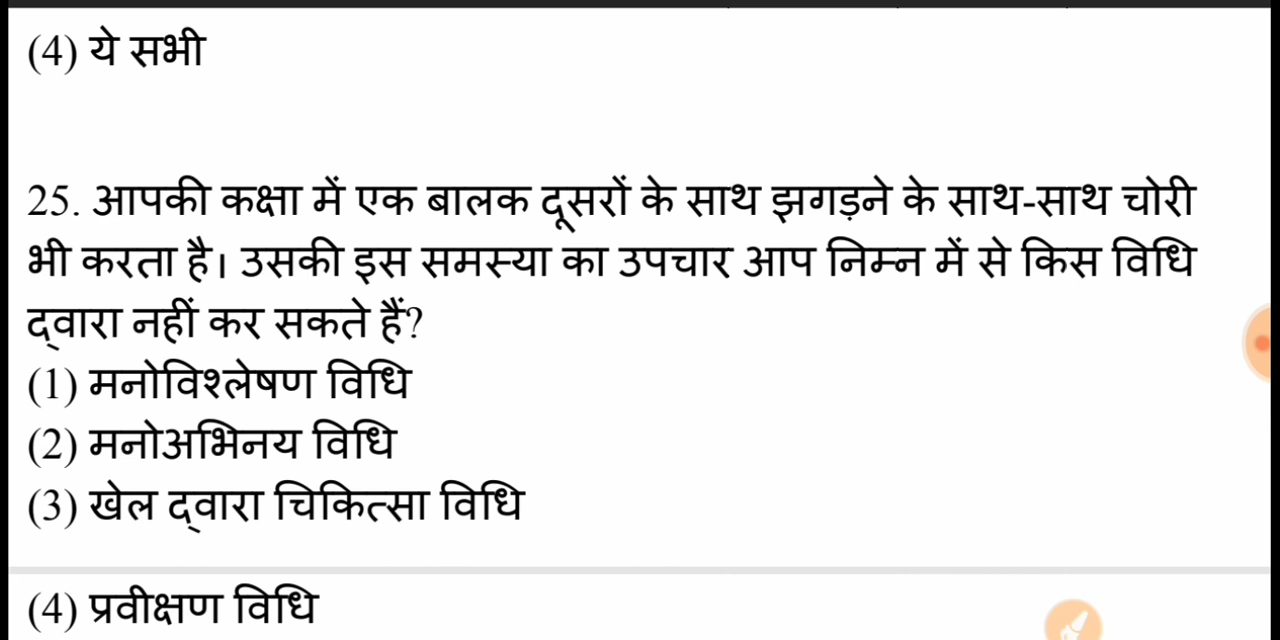 (4) ये सभी
25. आपकी कक्षा में एक बालक दूसरों के साथ झगड़ने के साथ-साथ चोरी
भी करता है। उसकी इस समस्या का उपचार आप निम्न में से किस विधि
द्वारा नहीं कर सकते हैं?
(1) मनोविश्लेषण विधि
(2) मनोअभिनय विधि
(3) खेल द्वारा चिकित्सा विधि
(4) प्रवीक्षण विधि